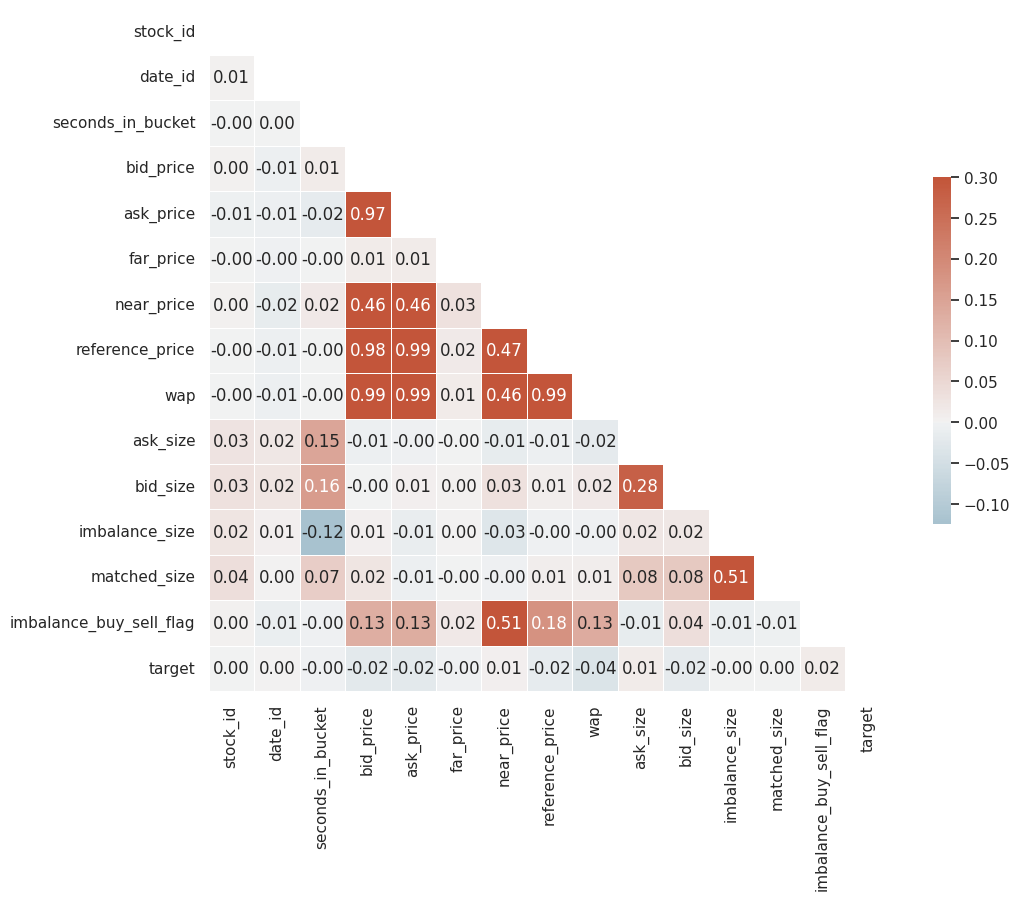 stock_id
date_id 0.01
seconds_in_bucket -0.00 0.00
bid_price 0.00 -0.01 0.01
ask_price -0.01 -0.01 -0.02 0.97
far_price -0.00 -0.00 -0.00 0.01 0.01
near_price 0.00 -0.02 0.02 0.46 0.46 0.03
reference_price -0.00 -0.01 -0.00 0.98 0.99 0.02 0.47
wap -0.00 -0.01 -0.00 0.99 0.99 0.01 0.46 0.99
ask_size 0.03 0.02 0.15 -0.01 -0.00 -0.00 -0.01 -0.01 -0.02
bid_size 0.03 0.02 0.16 -0.00 0.01 0.00 0.03 0.01 0.02 0.28
imbalance_size 0.02 0.01 -0.12 0.01 -0.01 0.00 -0.03 -0.00 -0.00 0.02 0.02
matched_size 0.04 0.00 0.07 0.02 -0.01 -0.00 -0.00 0.01 0.01 0.08 0.08 0.51
imbalance_buy_sell_flag 0.00 -0.01 -0.00 0.13 0.13 0.02 0.51 0.18 0.13 -0.01 0.04 -0.01 -0.01
target 0.00 0.00 -0.00 -0.02 -0.02 -0.00 0.01 -0.02 -0.04 0.01 -0.02 -0.00 0.00 0.02
stock_id
date_id
seconds_in_bucket
bid_price
ask_price
far_price
near_price
reference_price
wap
ask_size
bid_size
imbalance_size
matched_size
imbalance_buy_sell_flag
target
0.30
0.25
0.20
0.15
0.10
0.05
0.00
−0.05
−0.10